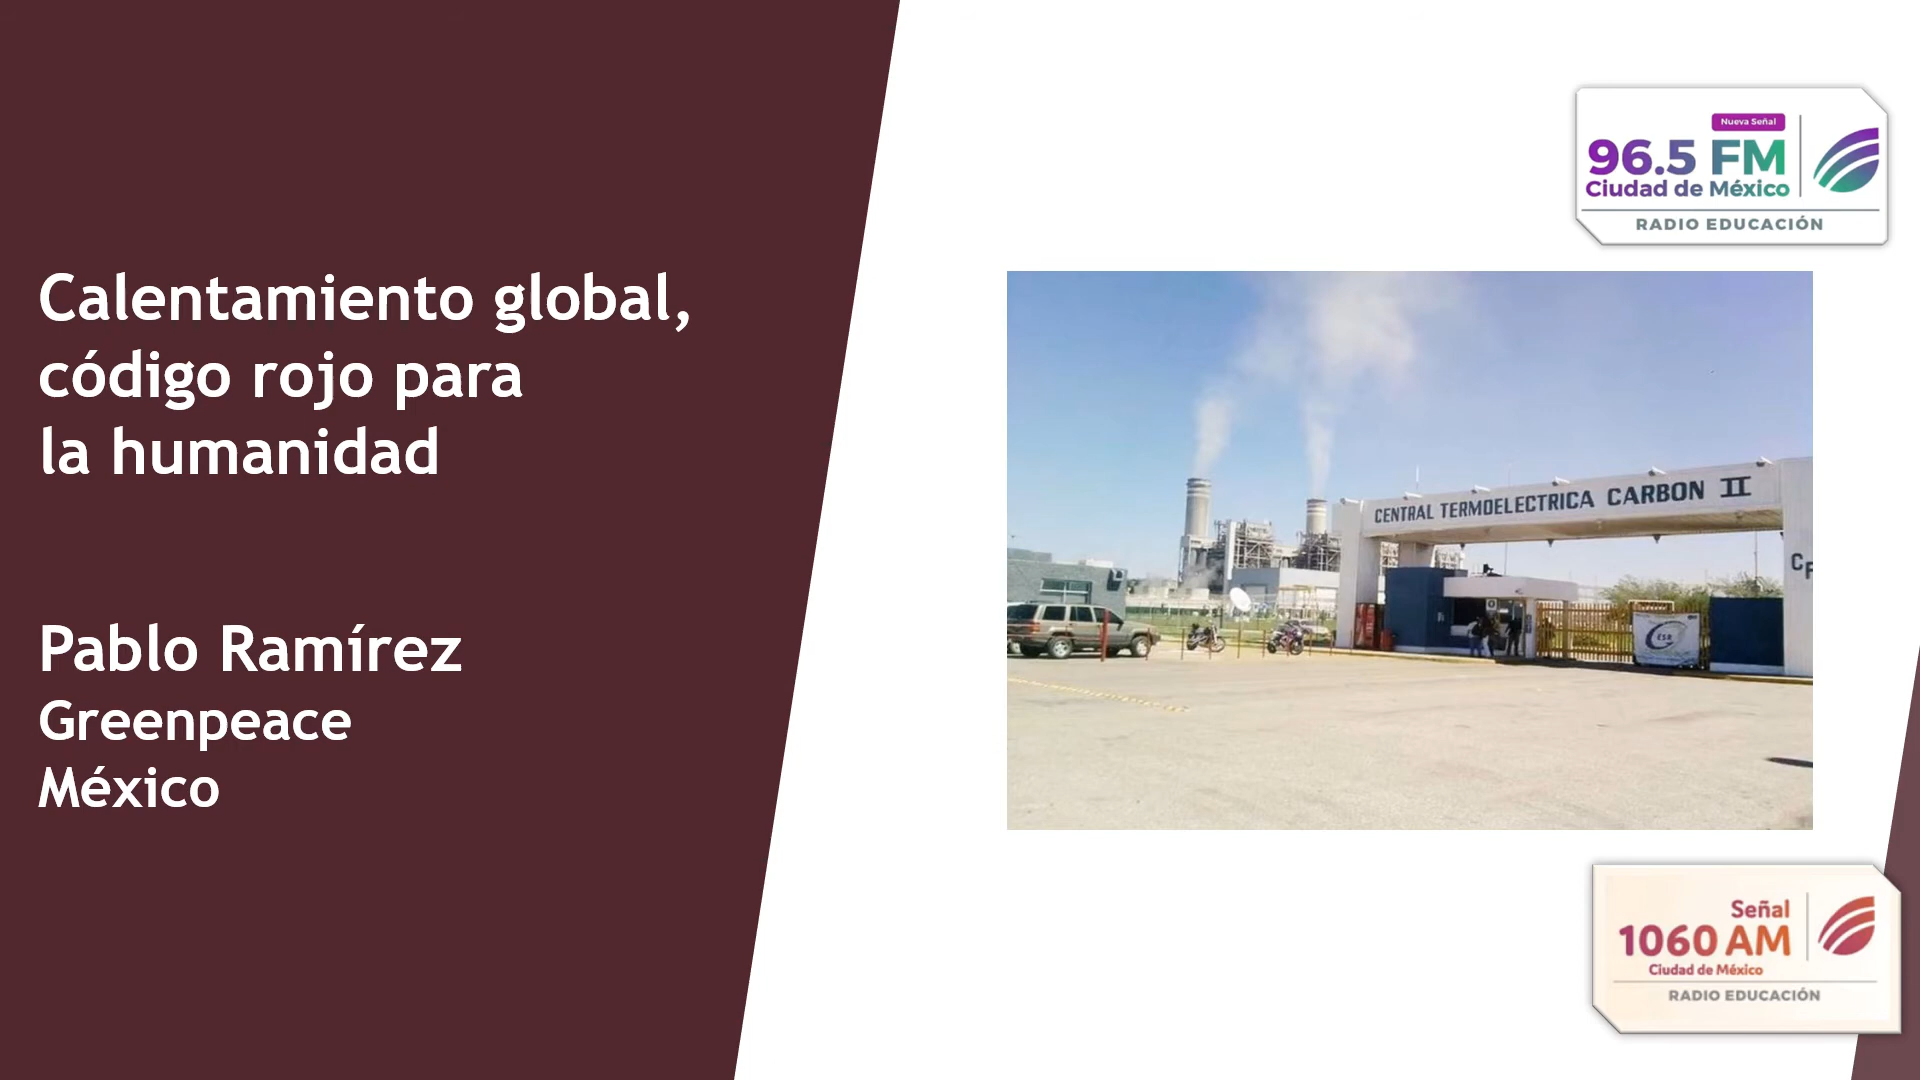 Calentamiento global,
código rojo para
la humanidad
Pablo Ramírez
Greenpeace
México
Nueva Señal
96.5 FM
Ciudad de México
RADIO EDUCACIÓN
CENTRAL TERMOELECTRICA CARBON II
ESR
Señal
1060 AM
Ciudad de México
RADIO EDUCACIÓN